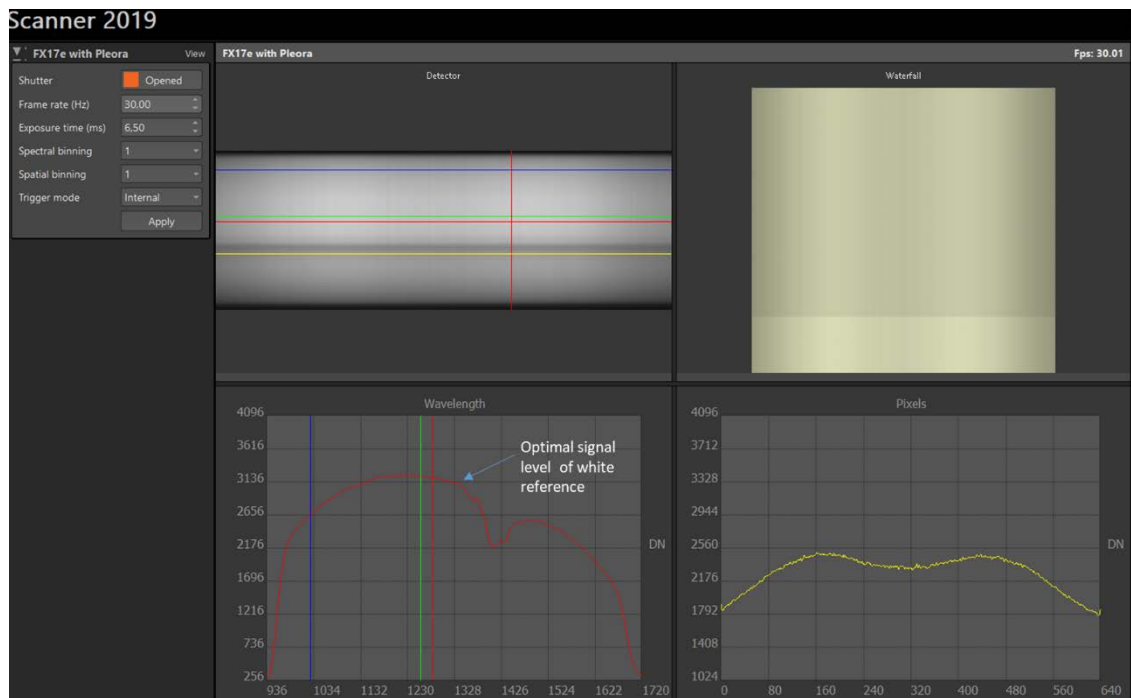 Scanner 2019
FX17e with Pleora View
Shutter Opened
Frame rate (Hz) 30.00
Exposure time (ms) 6,50
Spectral binning 1
Spatial binning 1
Trigger mode Internal
Apply
FX17e with Pleora Fps: 30.01
Detector
Waterfall
Wavelength
4096
3616
3136
2656
2176
1696
1216
736
256
936 1034 1132 1230 1328 1426 1524 1622 1720
DN
Optimal signal
level of white
reference
Pixels
4096
3712
3328
2944
2560
2176
1792
1408
1024
0 80 160 240 320 400 480 560 640
DN